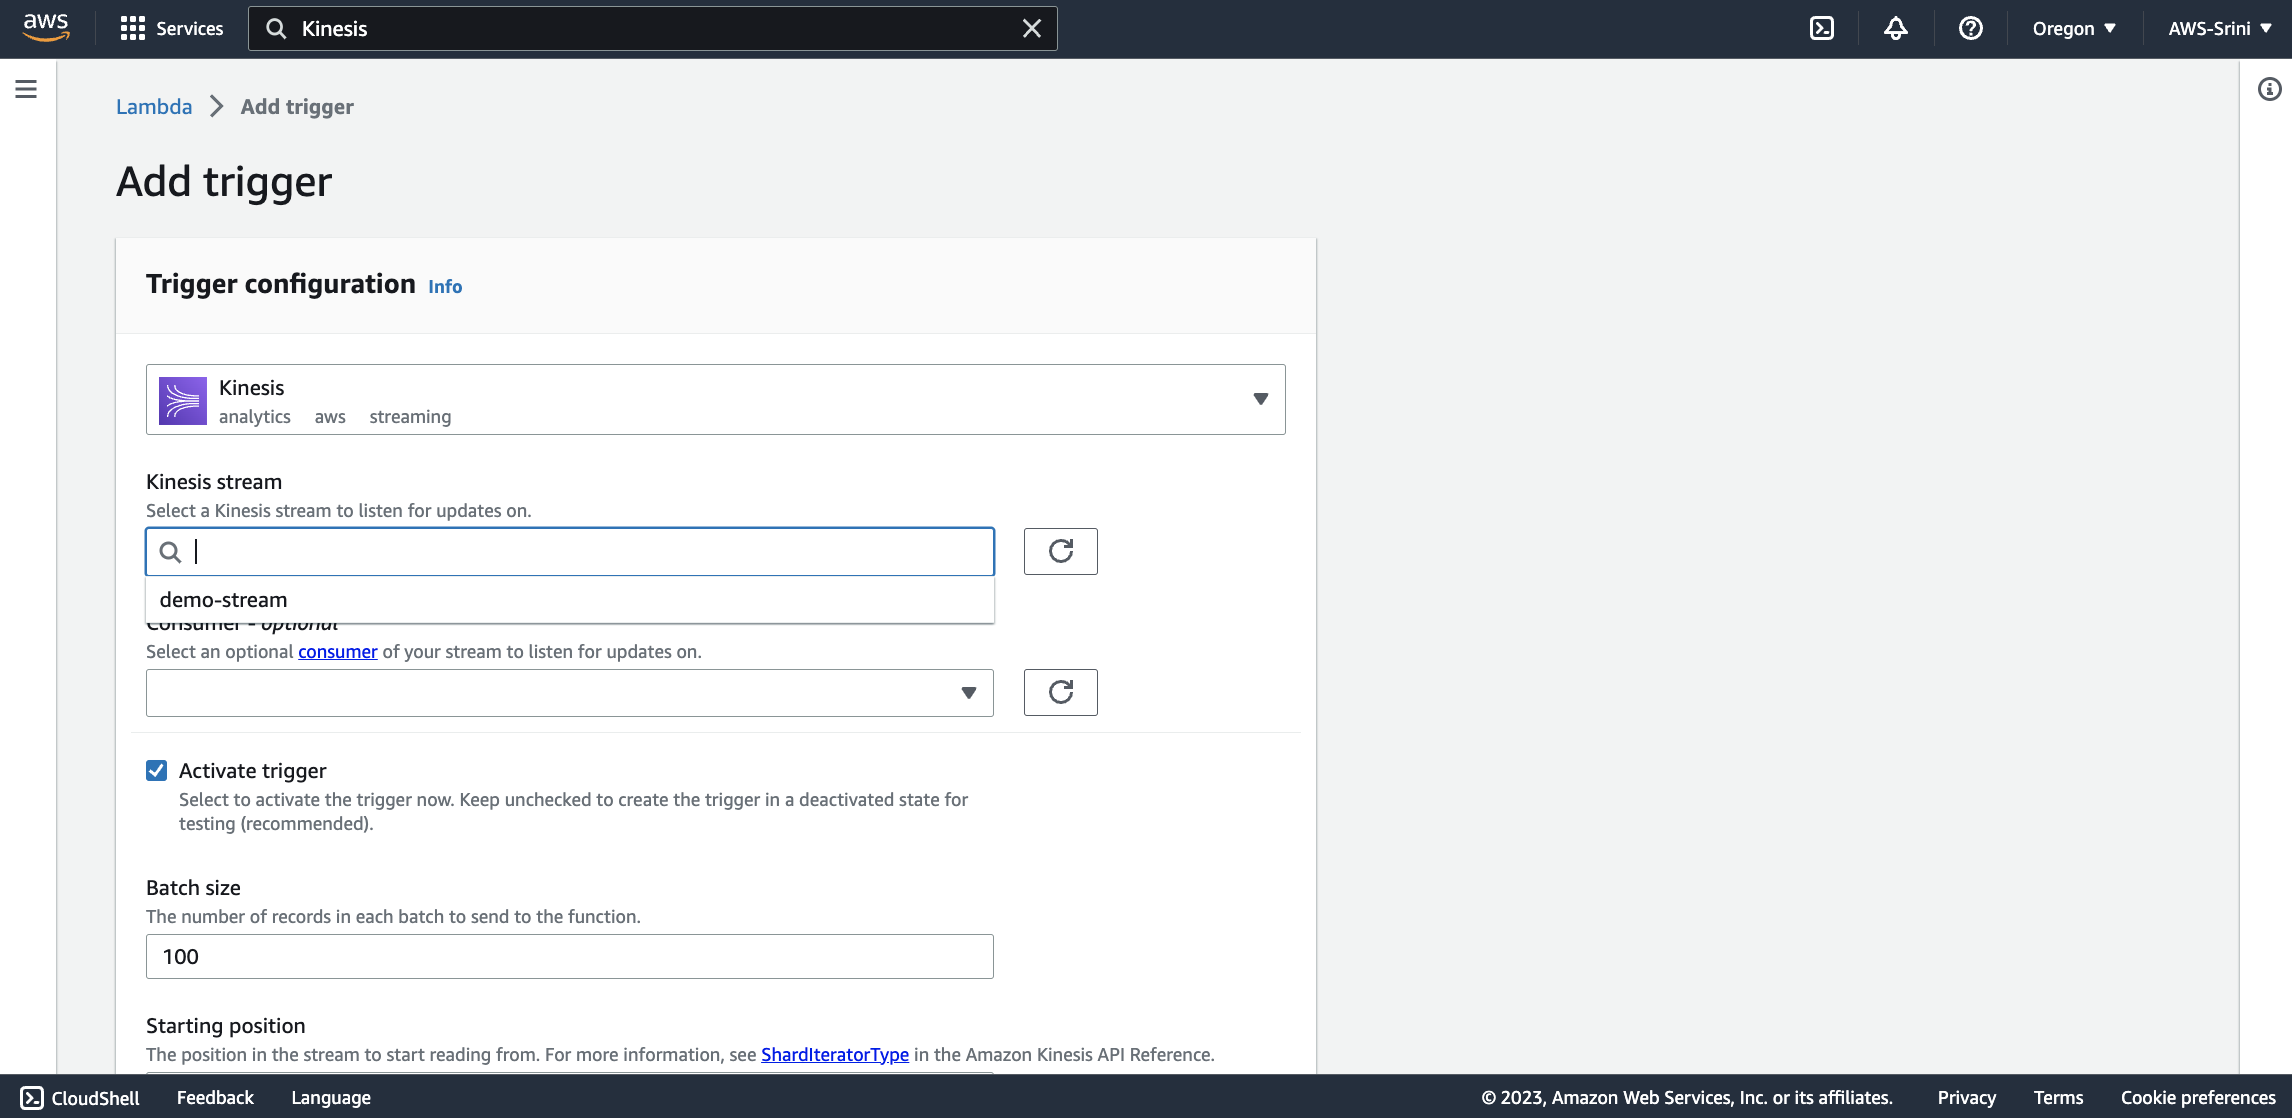 aws Services Kinesis Oregon AWS-Srini
Lambda Add trigger
Add trigger
Trigger configuration Info
Kinesis
analytics aws streaming
Kinesis stream
Select a Kinesis stream to listen for updates on.
demo-stream
Consumer - optional
Select an optional consumer of your stream to listen for updates on.
Activate trigger
Select to activate the trigger now. Keep unchecked to create the trigger in a deactivated state for
testing (recommended).
Batch size
The number of records in each batch to send to the function.
100
Starting position
The position in the stream to start reading from. For more information, see ShardIteratorType in the Amazon Kinesis API Reference.
CloudShell Feedback Language © 2023, Amazon Web Services, Inc. or its affiliates. Privacy Terms Cookie preferences